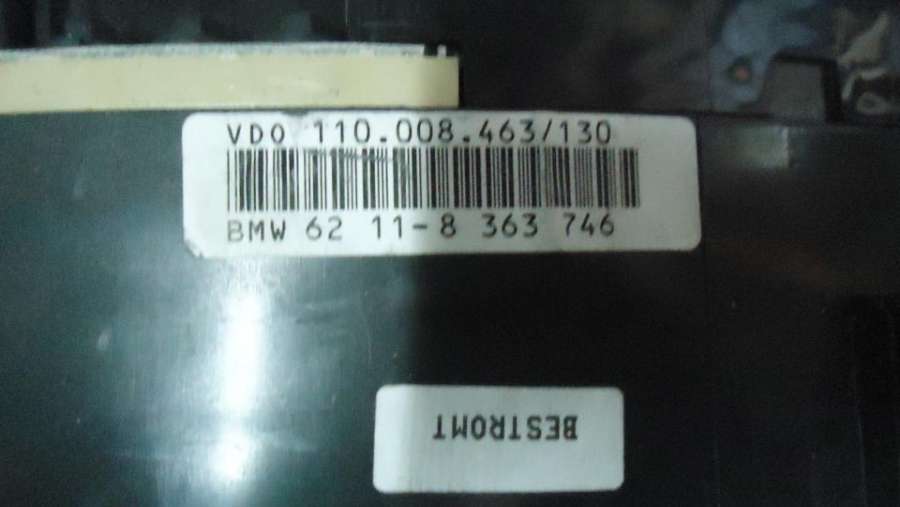 VDO 110.008.463/130
BMW 62 11-8 363 746
BESTROMT